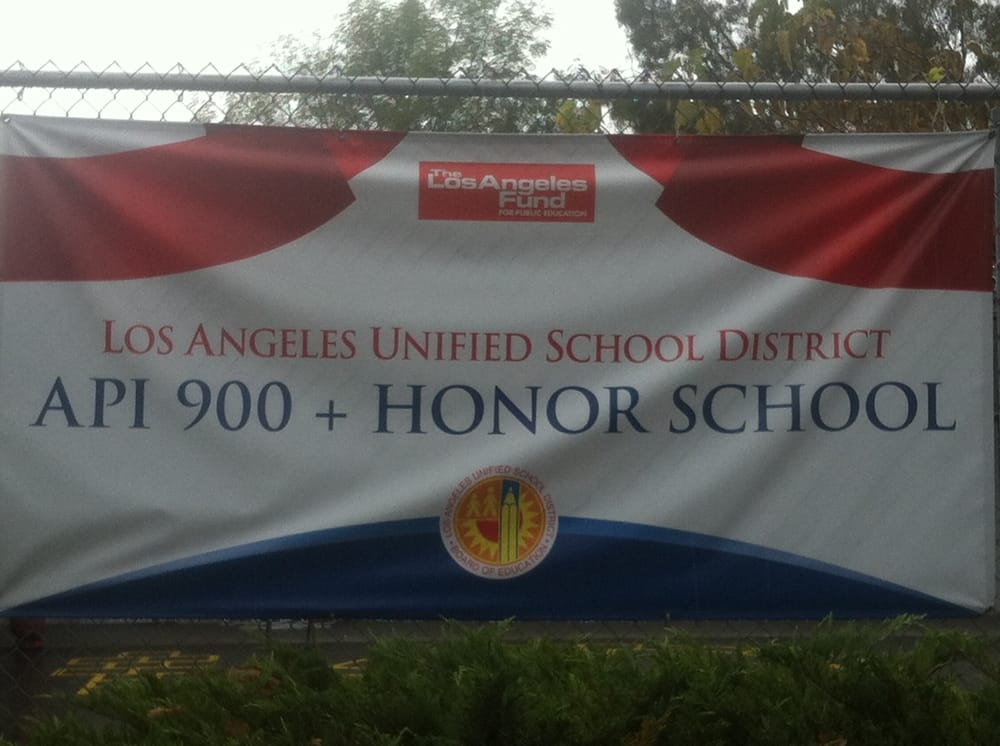 The
Los Angeles
Fund
FOR PUBLIC EDUCATION
LOS ANGELES UNIFIED SCHOOL DISTRICT
API 900 + HONOR SCHOOL
LOS ANGELES UNIFIED SCHOOL DISTRICT
• BOARD OF EDUCATION •